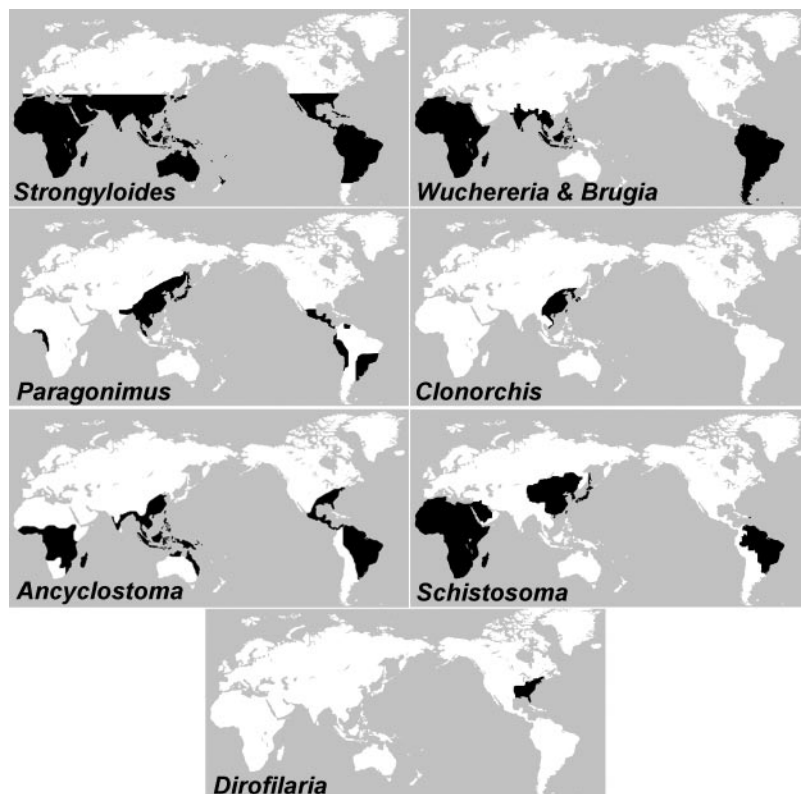 Strongyloides
Wuchereria & Brugia
Paragonimus
Clonorchis
Ancyclostoma
Schistosoma
Dirofilaria